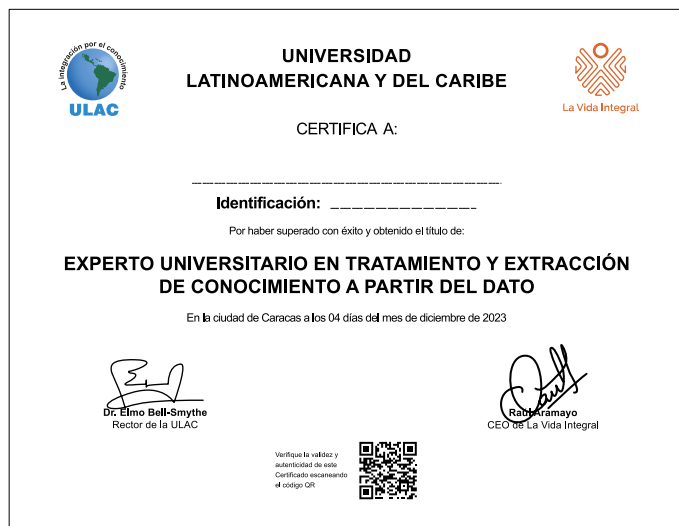 La integración por el conocimiento
ULAC
UNIVERSIDAD
LATINOAMERICANA Y DEL CARIBE
La Vida Integral
CERTIFICA A:
Identificación:
Por haber superado con éxito y obtenido el título de:
EXPERTO UNIVERSITARIO EN TRATAMIENTO Y EXTRACCIÓN
DE CONOCIMIENTO A PARTIR DEL DATO
En la ciudad de Caracas a los 04 días del mes de diciembre de 2023
Dr. Elmo Bell-Smythe
Rector de la ULAC
Raúl Aramayo
CEO de La Vida Integral
Verifique la validez y
autenticidad de este
Certificado escaneando
el código QR